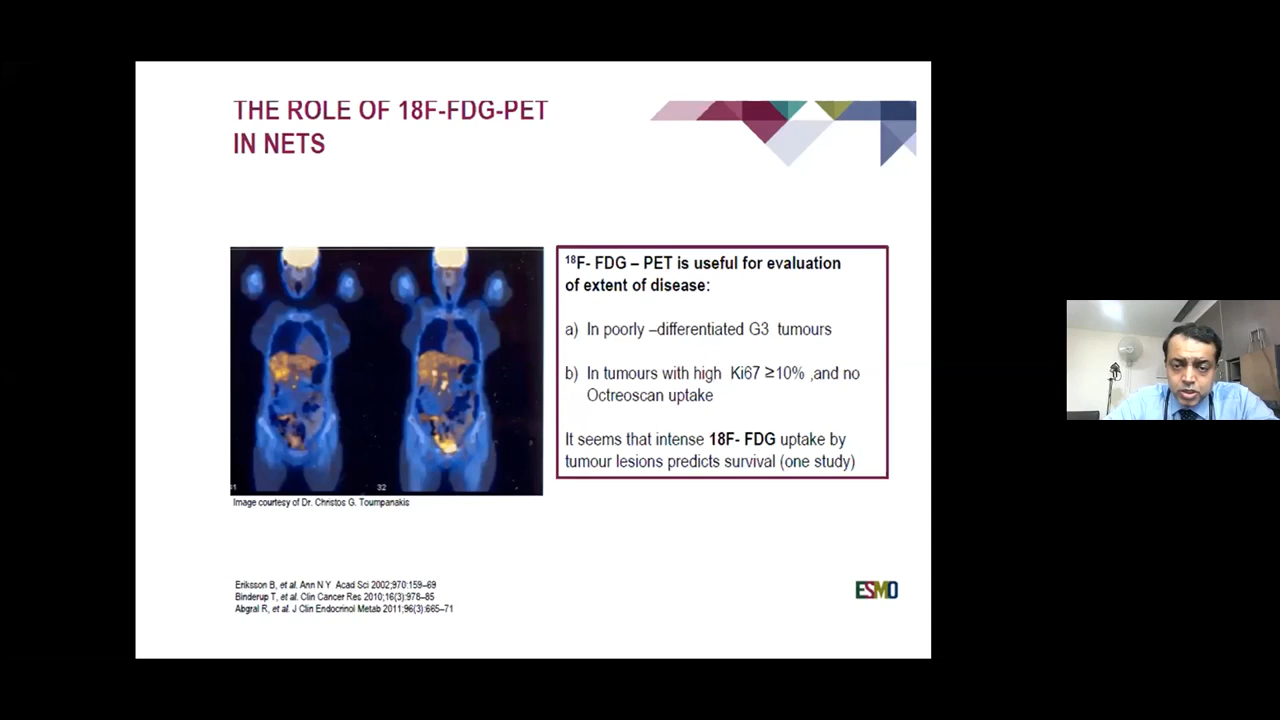 THE ROLE OF 18F-FDG-PET
IN NETS
18F- FDG – PET is useful for evaluation
of extent of disease:
a) In poorly –differentiated G3 tumours
b) In tumours with high Ki67 ≥10% ,and no
Octreoscan uptake
It seems that intense 18F- FDG uptake by
tumour lesions predicts survival (one study)
32
Image courtesy of Dr. Christos G. Toumpanakis
Eriksson B, et al. Ann N Y Acad Sci 2002;970:159–69
Binderup T, et al. Clin Cancer Res 2010;16(3):978–85
Abgral R, et al. J Clin Endocrinol Metab 2011;96(3):665–71
ESMO